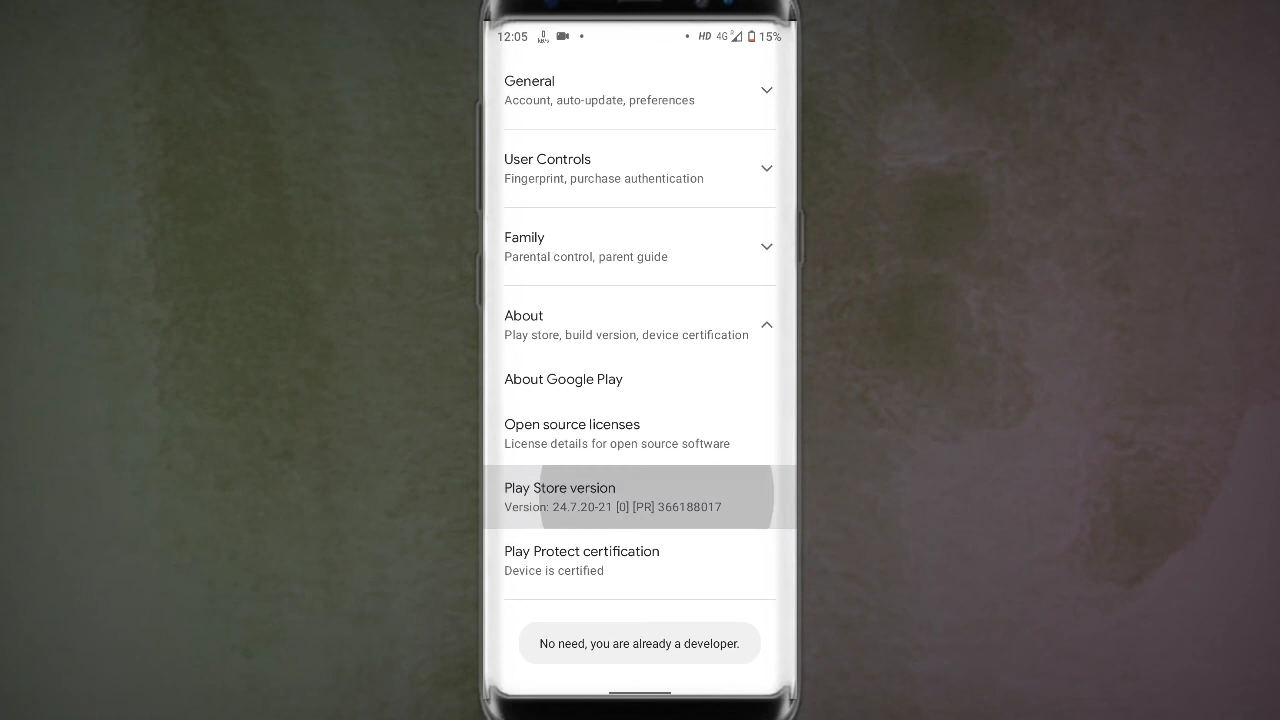 12:05 HD 4G R 15%
General
Account, auto-update, preferences
User Controls
Fingerprint, purchase authentication
Family
Parental control, parent guide
About
Play store, build version, device certification
About Google Play
Open source licenses
License details for open source software
Play Store version
Version: 24.7.20-21 [0] [PR] 366188017
Play Protect certification
Device is certified
No need, you are already a developer.